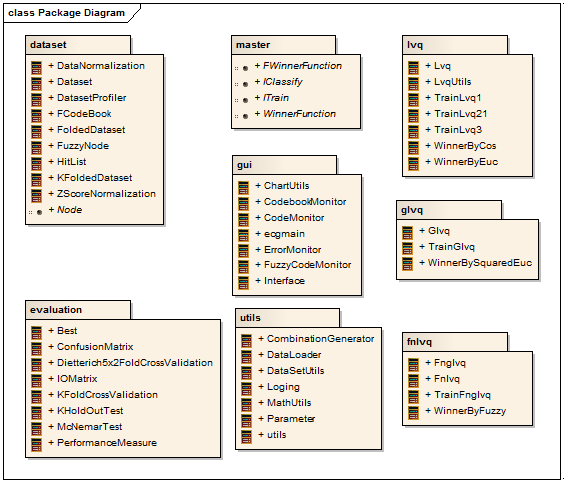 class Package Diagram
dataset
+ DataNormalization
+ Dataset
+ DatasetProfiler
+ FCodeBook
+ FoldedDataset
+ FuzzyNode
+ HitList
+ KFoldedDataset
+ ZScoreNormalization
+ Node
master
+ FWinnerFunction
+ IClassify
+ ITrain
+ WinnerFunction
lvq
+ Lvq
+ LvqUtils
+ TrainLvq1
+ TrainLvq21
+ TrainLvq3
+ WinnerByCos
+ WinnerByEuc
gui
+ ChartUtils
+ CodebookMonitor
+ CodeMonitor
+ ecgmain
+ ErrorMonitor
+ FuzzyCodeMonitor
+ Interface
glvq
+ Glvq
+ TrainGlvq
+ WinnerBySquaredEuc
evaluation
+ Best
+ ConfusionMatrix
+ Dietterich5x2FoldCrossValidation
+ IOMatrix
+ KFoldCrossValidation
+ KHoldOutTest
+ McNemarTest
+ PerformanceMeasure
utils
+ CombinationGenerator
+ DataLoader
+ DataSetUtils
+ Loging
+ MathUtils
+ Parameter
+ utils
fnlvq
+ Fnglvq
+ Fnlvq
+ TrainFnglvq
+ WinnerByFuzzy